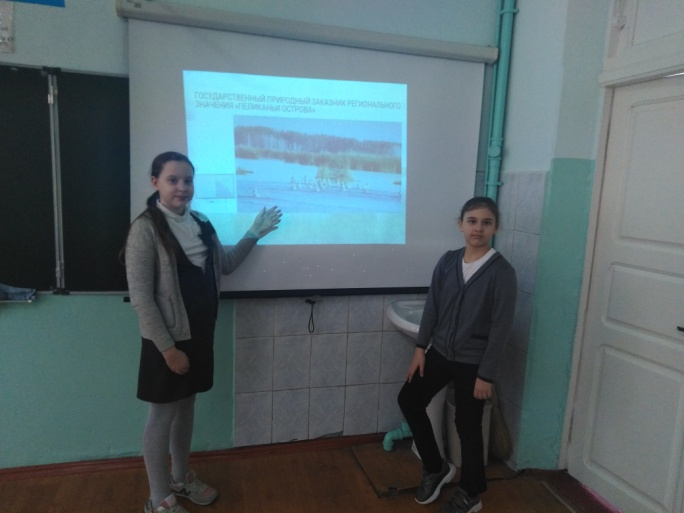 ГОСУДАРСТВЕННЫЙ ПРИРОДНЫЙ ЗАКАЗНИК РЕГИОНАЛЬНОГО
ЗНАЧЕНИЯ «ПЕЛИКАНЬИ ОСТРОВА»